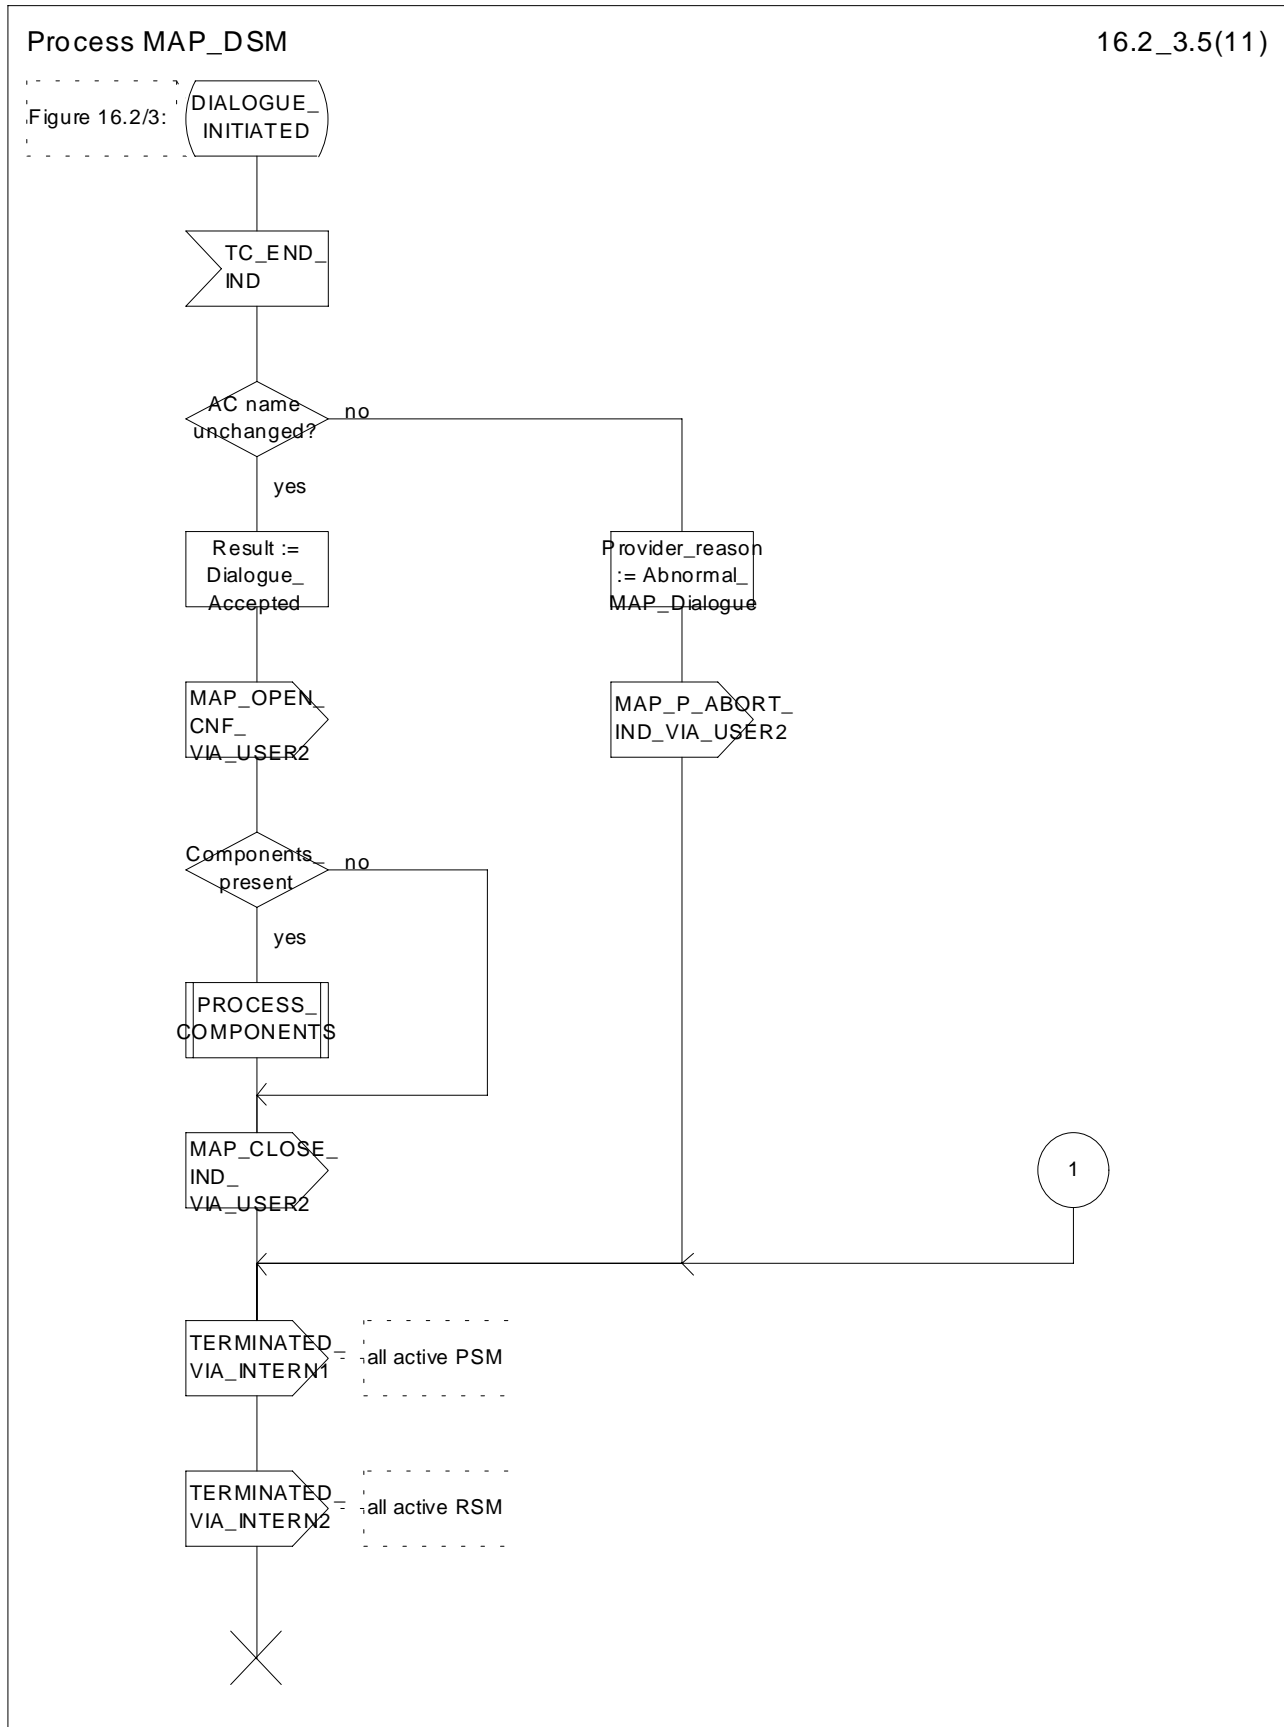 Process MAP_DSM
16.2_3.5(11)
Figure 16.2/3:
DIALOGUE_
INITIATED
TC_END_
IND
AC name
unchanged?
no
yes
Result :=
Dialogue_
Accepted
Provider_reason
:= Abnormal_
MAP_Dialogue
MAP_OPEN_
CNF_
VIA_USER2
MAP_P_ABORT_
IND_VIA_USER2
Components_
present
no
yes
PROCESS_
COMPONENTS
MAP_CLOSE_
IND_
VIA_USER2
1
TERMINATED_
VIA_INTERN1
all active PSM
TERMINATED_
VIA_INTERN2
all active RSM